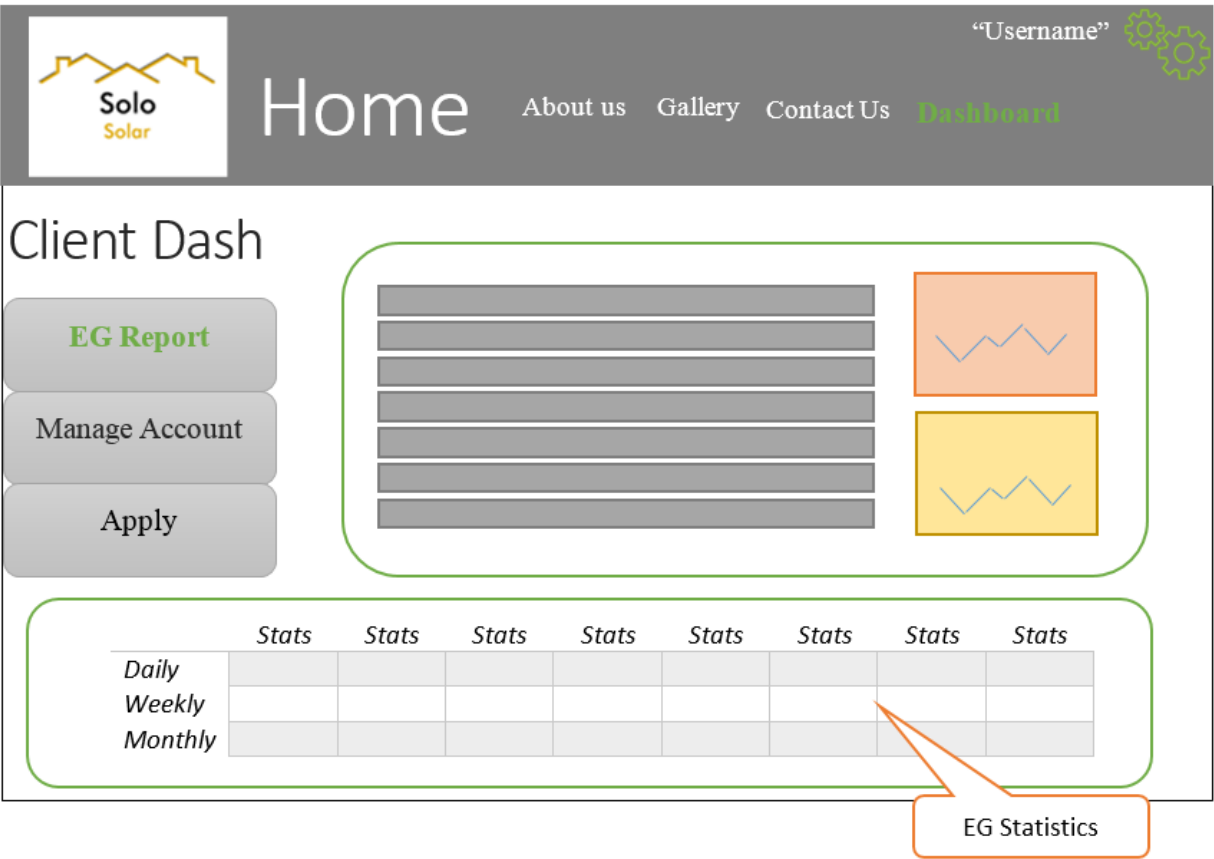 “Username”
Solo
Solar
Home
About us
Gallery
Contact Us
Dashboard
Client Dash
EG Report
Manage Account
Apply
Stats Stats Stats Stats Stats Stats Stats Stats
Daily
Weekly
Monthly
EG Statistics